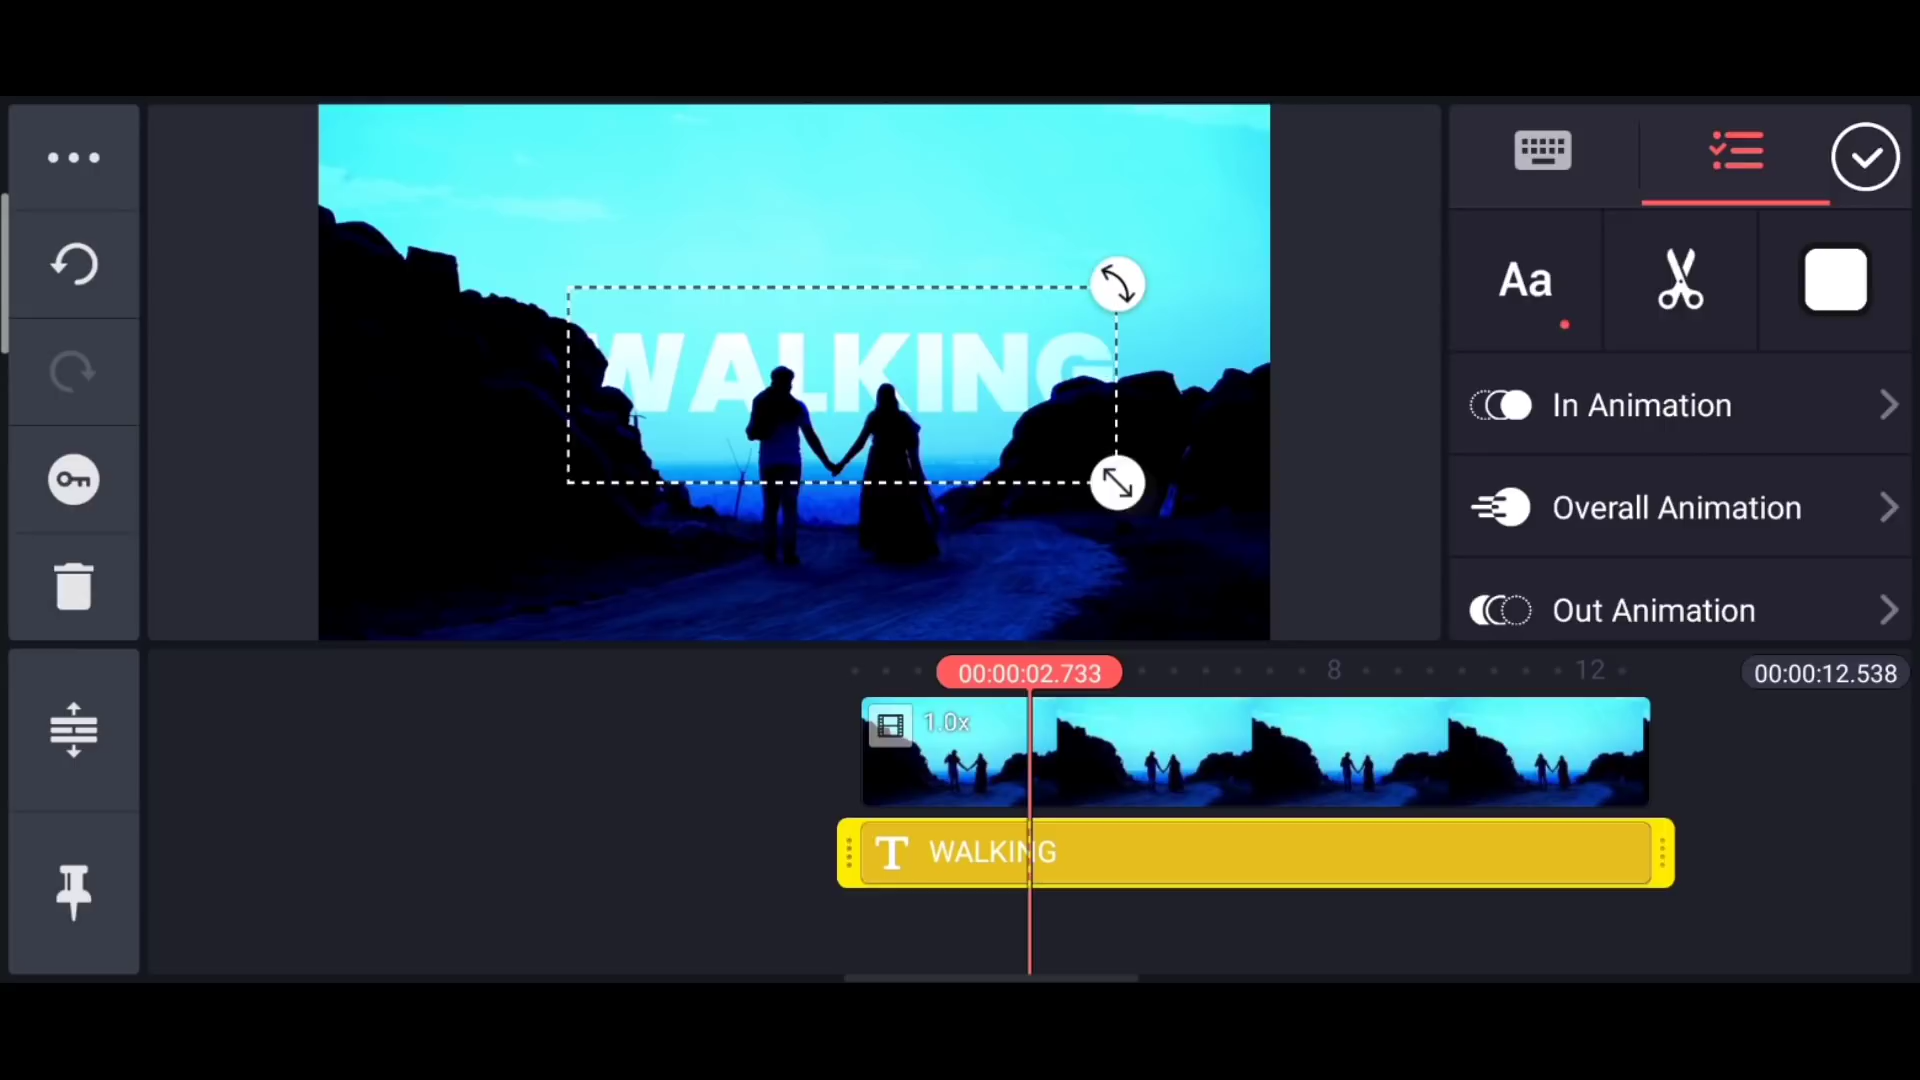 WALKING
Aa
In Animation
Overall Animation
Out Animation
00:00:02.733
8
12
00:00:12.538
1.0x
T WALKING